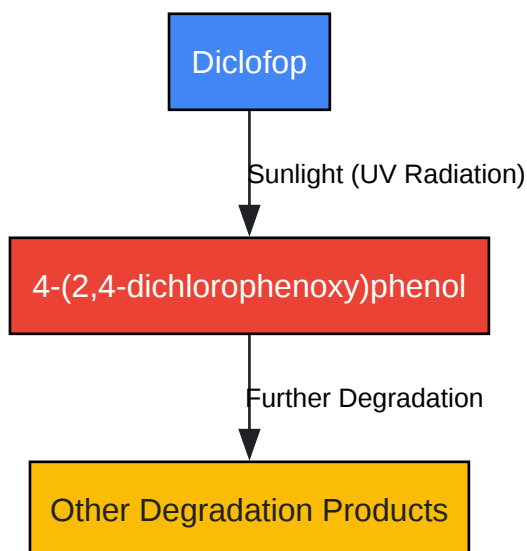 Diclofop
Sunlight (UV Radiation)
4-(2,4-dichlorophenoxy)phenol
Further Degradation
Other Degradation Products